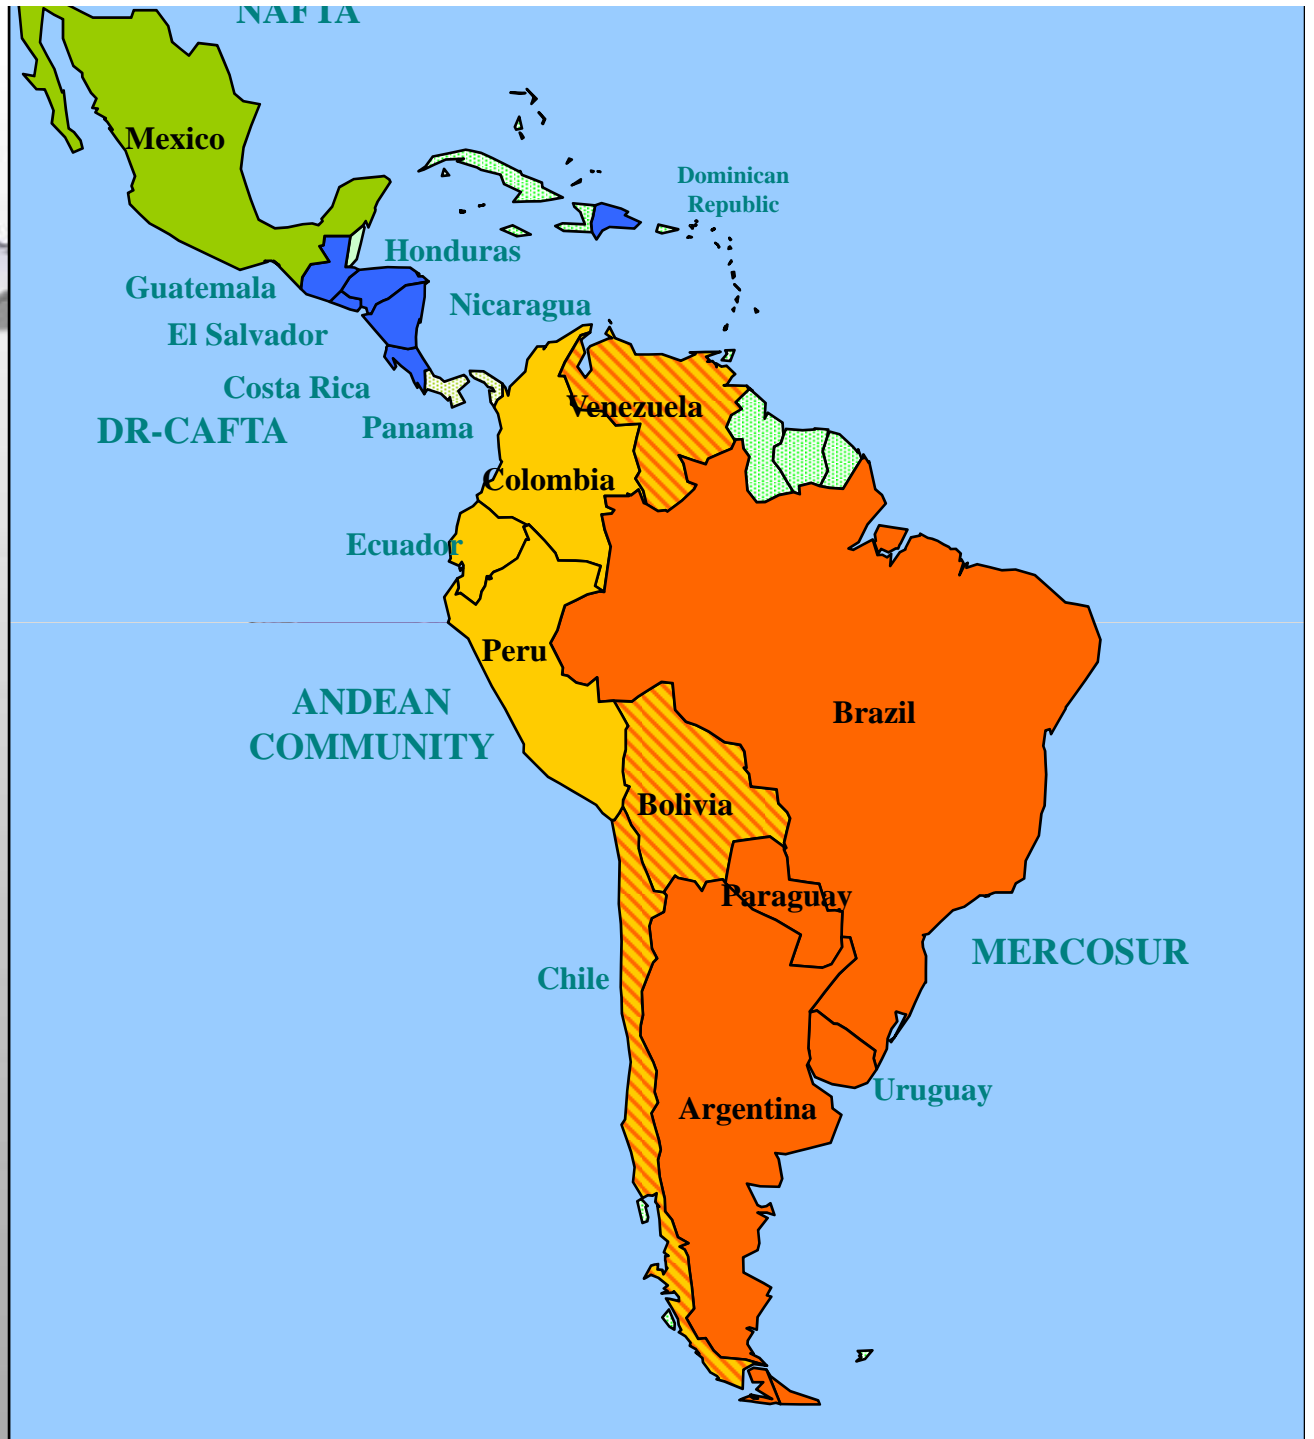 NAFTA
Mexico
Dominican
Republic
Honduras
Guatemala
Nicaragua
El Salvador
Costa Rica
Venezuela
DR-CAFTA
Panama
Colombia
Ecuador
Peru
ANDEAN
COMMUNITY
Brazil
Bolivia
Paraguay
MERCOSUR
Chile
Uruguay
Argentina